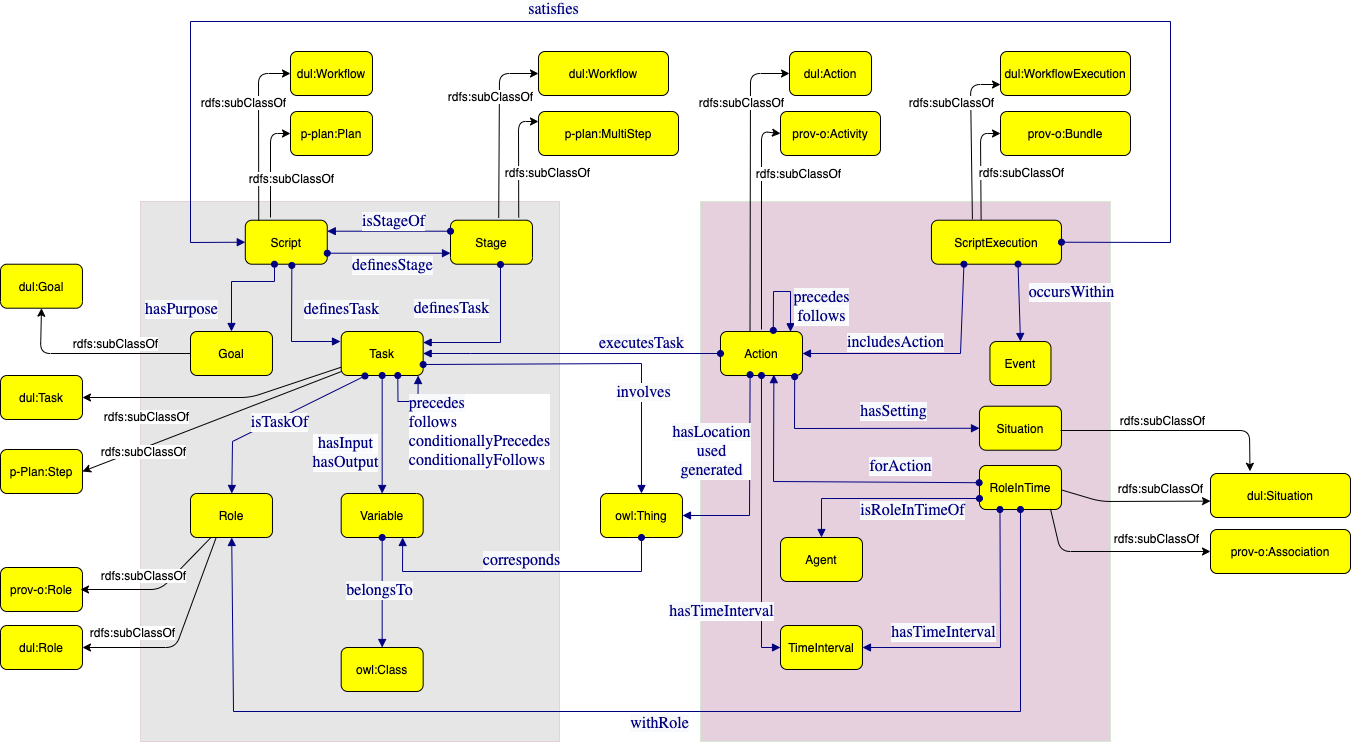 satisfies
dul:Workflow
dul:Workflow
dul:Action
dul:WorkflowExecution
rdfs:subClassOf
rdfs:subClassOf
rdfs:subClassOf
rdfs:subClassOf
p-plan:Plan
p-plan:MultiStep
prov-o:Activity
prov-o:Bundle
rdfs:subClassOf
rdfs:subClassOf
rdfs:subClassOf
rdfs:subClassOf
isStageOf
Script
Stage
ScriptExecution
definesStage
dul:Goal
hasPurpose
definesTask
definesTask
precedes
follows
occursWithin
rdfs:subClassOf
executesTask
includesAction
Goal
Task
Action
Event
dul:Task
involves
rdfs:subClassOf
isTaskOf
precedes
follows
conditionallyPrecedes
conditionallyFollows
hasInput
hasOutput
hasLocation
used
generated
hasSetting
Situation
rdfs:subClassOf
rdfs:subClassOf
p-Plan:Step
forAction
RoleInTime
rdfs:subClassOf
dul:Situation
Role
Variable
owl:Thing
isRoleInTimeOf
rdfs:subClassOf
prov-o:Association
corresponds
Agent
rdfs:subClassOf
prov-o:Role
belongsTo
hasTimeInterval
rdfs:subClassOf
hasTimeInterval
dul:Role
TimeInterval
owl:Class
withRole